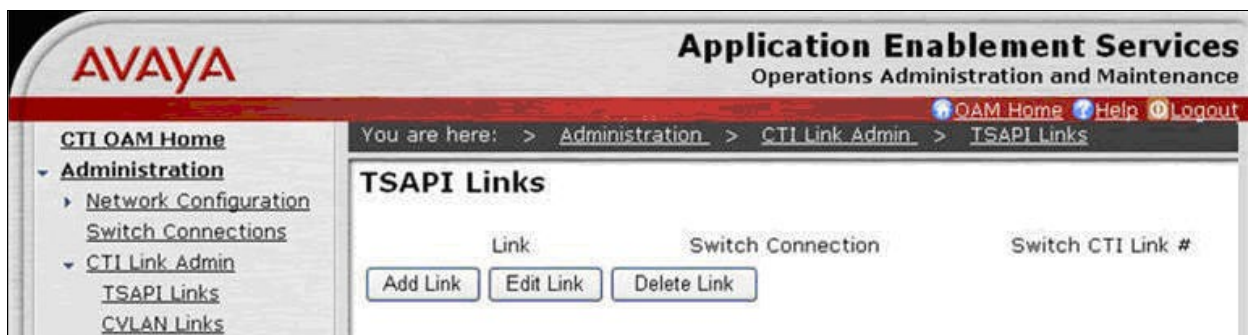 AVAYA
Application Enablement Services
Operations Administration and Maintenance
OAM Home Help Logout
CTI OAM Home
You are here: > Administration > CTI Link Admin > TSAPI Links
Administration
Network Configuration
Switch Connections
CTI Link Admin
TSAPI Links
CVLAN Links
TSAPI Links
Link Switch Connection Switch CTI Link #
Add Link Edit Link Delete Link